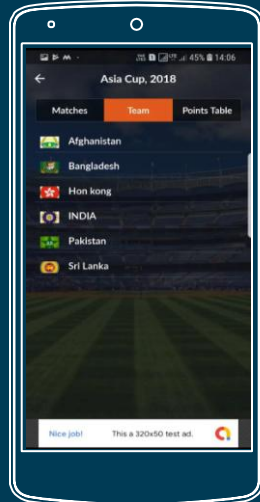 45% 14:06
Asia Cup, 2018
Matches Team Points Table
Afghanistan
Bangladesh
Hon kong
INDIA
Pakistan
Sri Lanka
Nice job! This a 320x50 test ad.